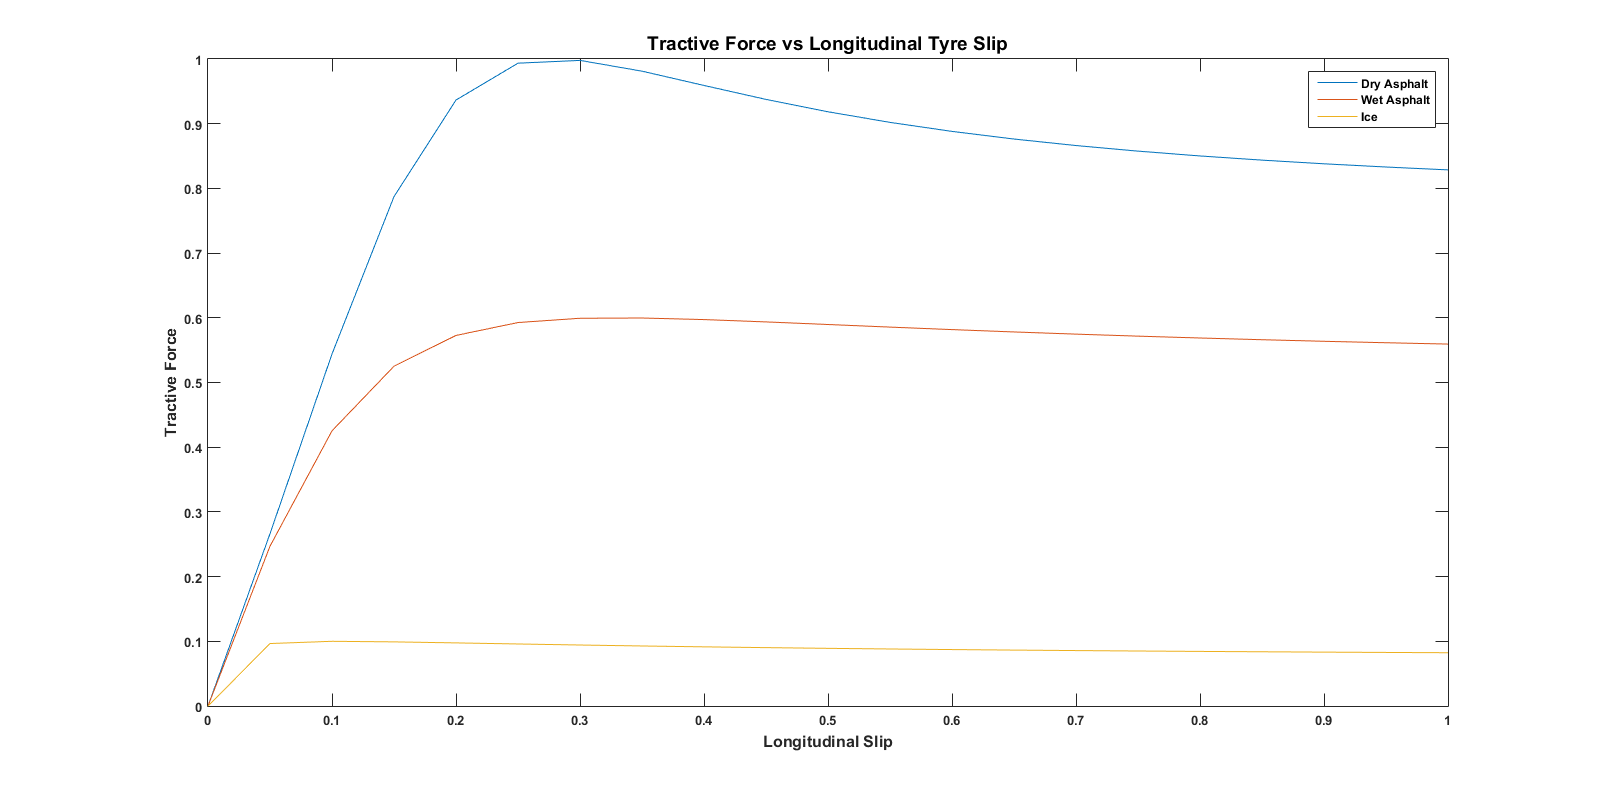 Tractive Force vs Longitudinal Tyre Slip
Dry Asphalt
Wet Asphalt
Ice
Tractive Force
1
0.9
0.8
0.7
0.6
0.5
0.4
0.3
0.2
0.1
0
0 0.1 0.2 0.3 0.4 0.5 0.6 0.7 0.8 0.9 1
Longitudinal Slip